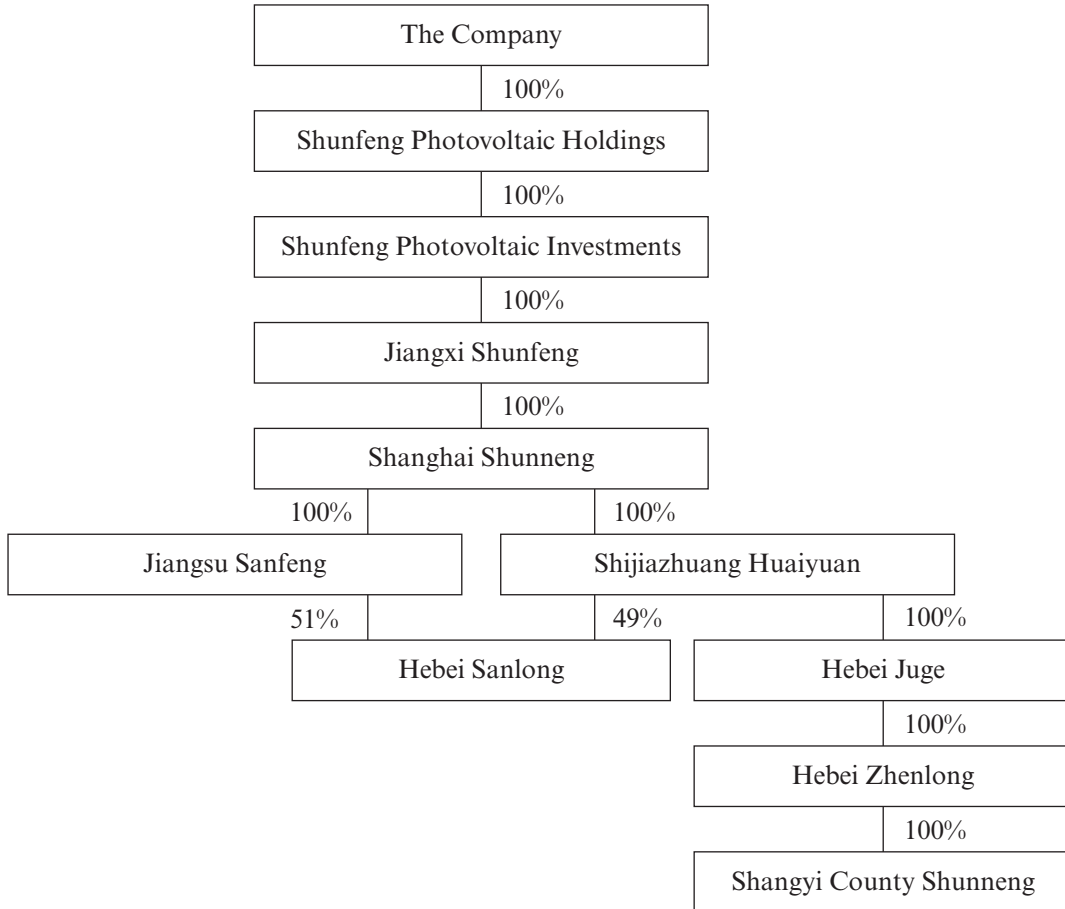 The Company
100%
Shunfeng Photovoltaic Holdings
100%
Shunfeng Photovoltaic Investments
100%
Jiangxi Shunfeng
100%
Shanghai Shunneng
100% 100%
Jiangsu Sanfeng Shijiazhuang Huaiyuan
51% 49% 100%
Hebei Sanlong Hebei Juge
100%
Hebei Zhenlong
100%
Shangyi County Shunneng